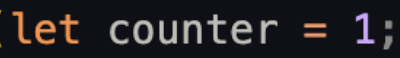 (let counter = 1;